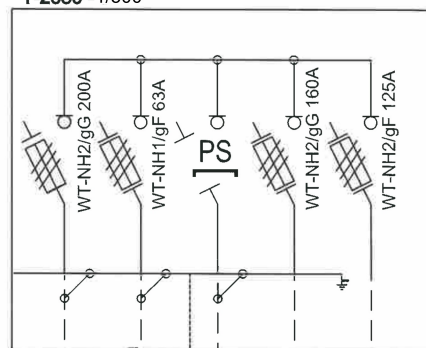 WT-NH2/gG 200A
WT-NH1/gF 63A
PS
WT-NH2/gG 160A
WT-NH2/gF 125A